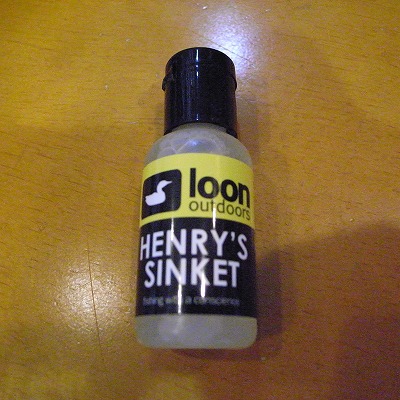 loon
outdoors
HENRY'S
SINKET
fishing with a conscience